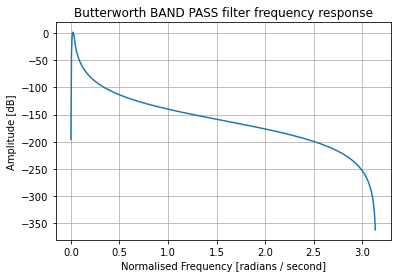 Butterworth BAND PASS filter frequency response
Amplitude [dB]
0
−50
−100
−150
−200
−250
−300
−350
0.0 0.5 1.0 1.5 2.0 2.5 3.0
Normalised Frequency [radians / second]